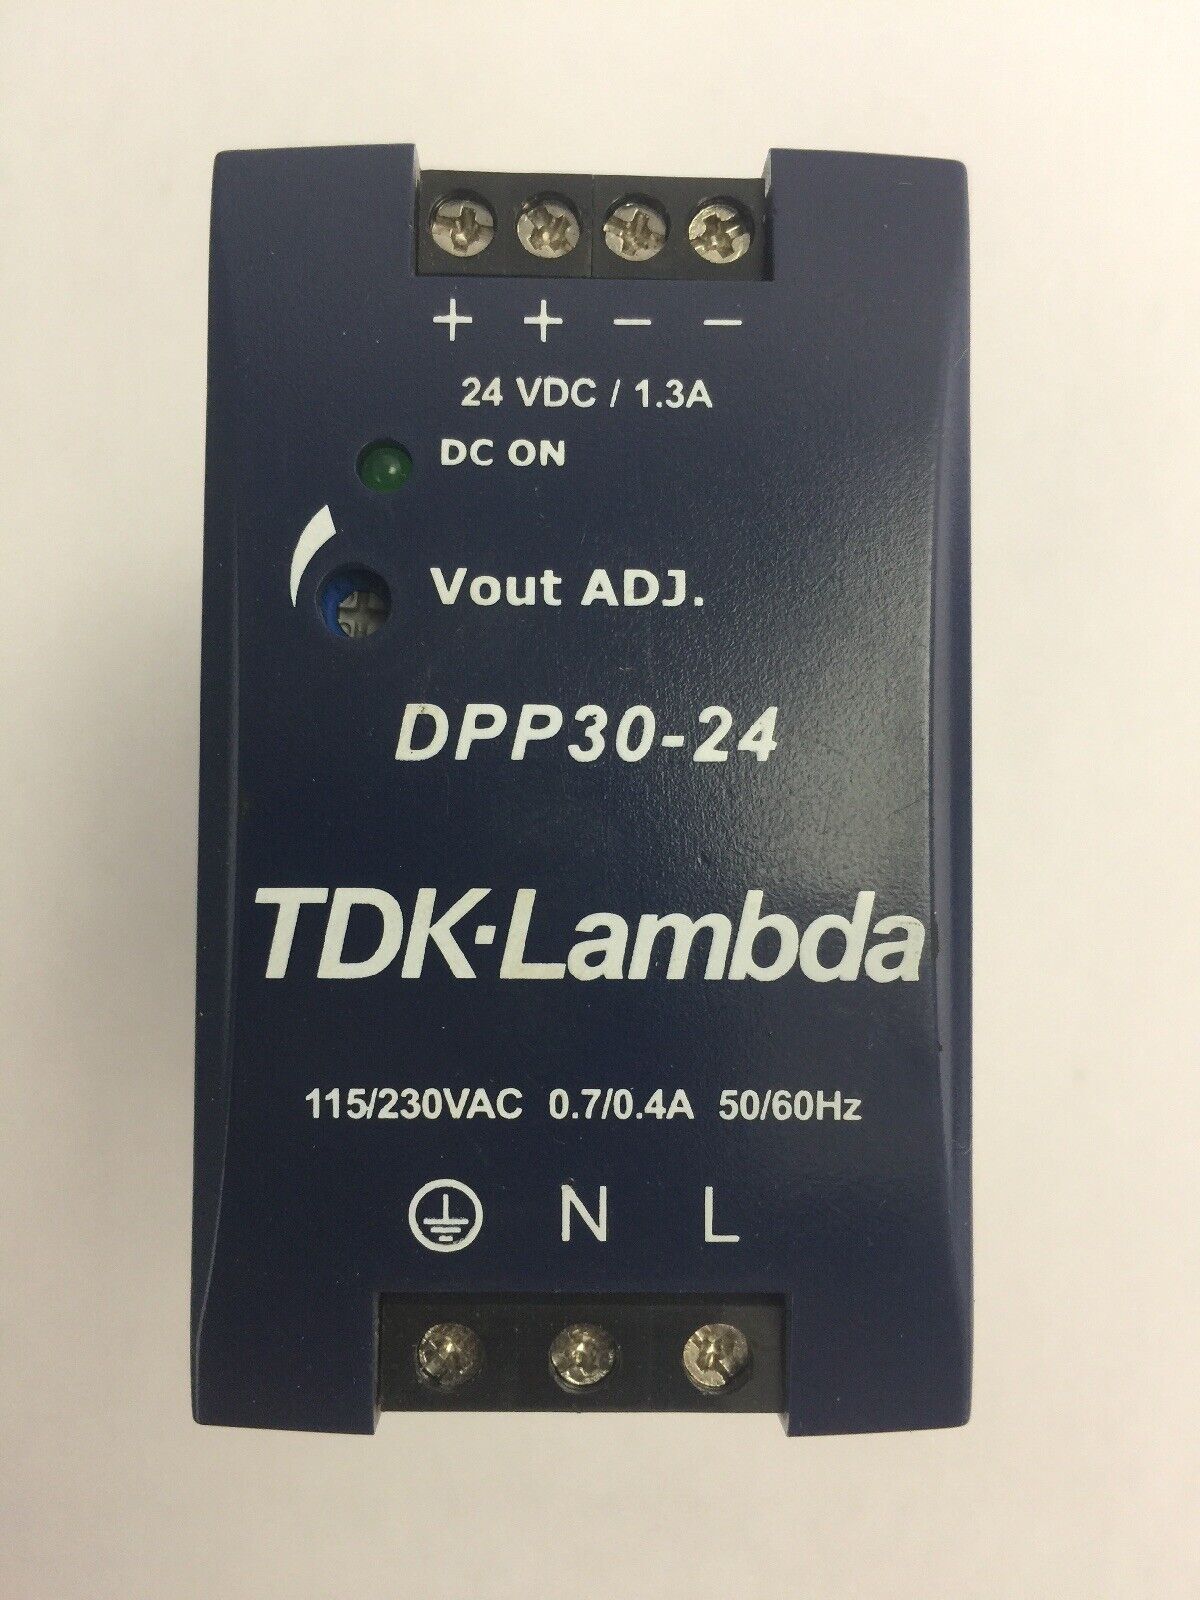 + + − −
24 VDC / 1.3A
DC ON
Vout ADJ.
DPP30-24
TDK·Lambda
115/230VAC 0.7/0.4A 50/60Hz
N L